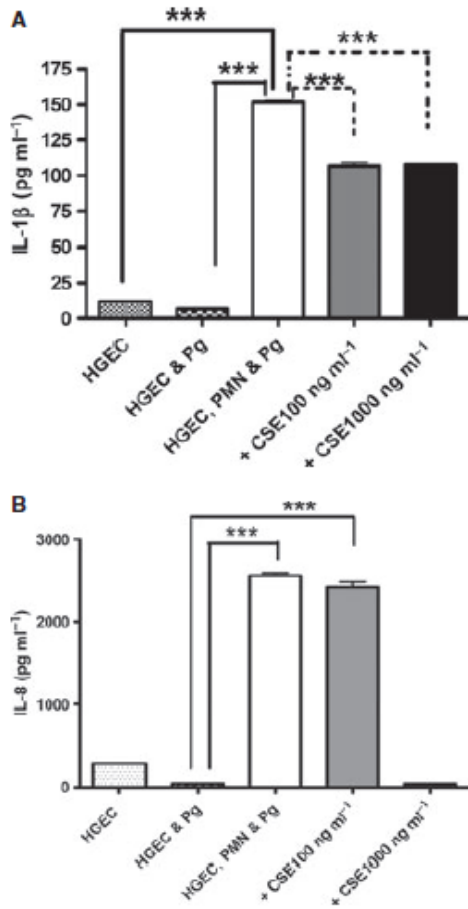 A
***
***
***
***
IL-1β (pg ml⁻¹)
175
150
125
100
75
50
25
0
HGEC
HGEC & Pg
HGEC, PMN & Pg
+ CSE100 ng ml⁻¹
+ CSE1000 ng ml⁻¹
B
***
***
IL-8 (pg ml⁻¹)
3000
2000
1000
0
HGEC
HGEC & Pg
HGEC, PMN & Pg
+ CSE100 ng ml⁻¹
+ CSE1000 ng ml⁻¹